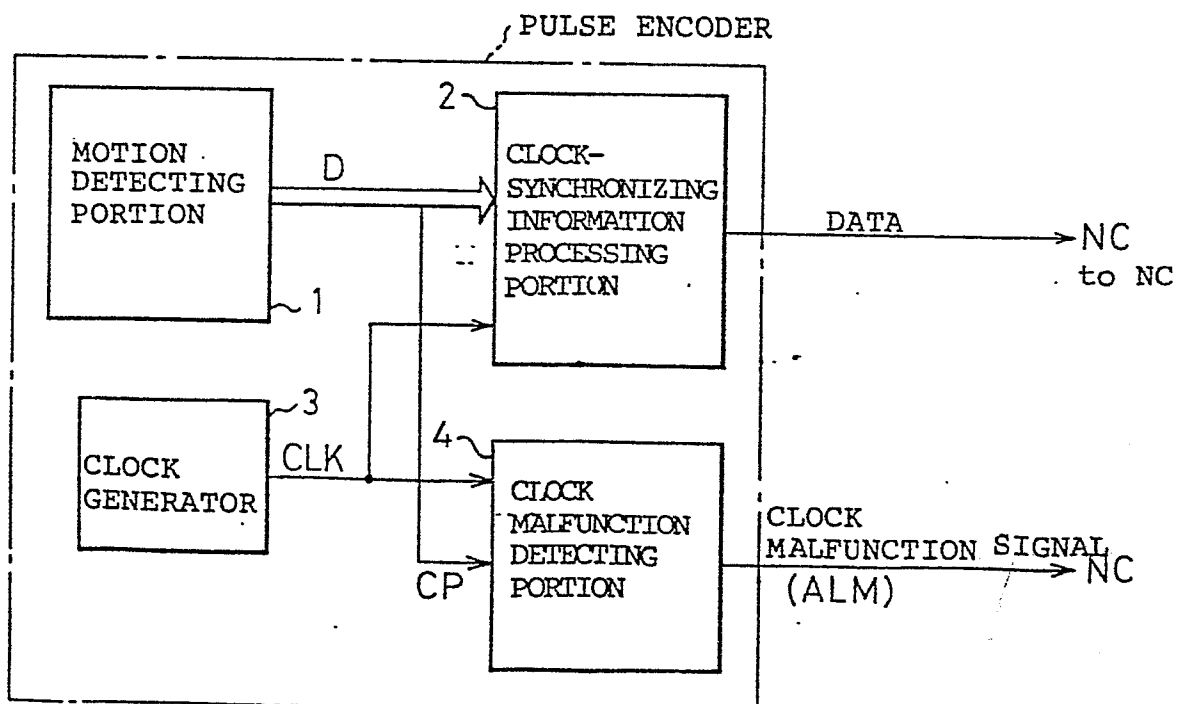 PULSE ENCODER
MOTION
DETECTING
PORTION
1
D
2
CLOCK-
SYNCHRONIZING
INFORMATION
PROCESSING
PORTION
DATA
NC
to NC
3
CLOCK
GENERATOR
CLK
4
CLOCK
MALFUNCTION
DETECTING
PORTION
CP
CLOCK
MALFUNCTION SIGNAL
(ALM)
NC